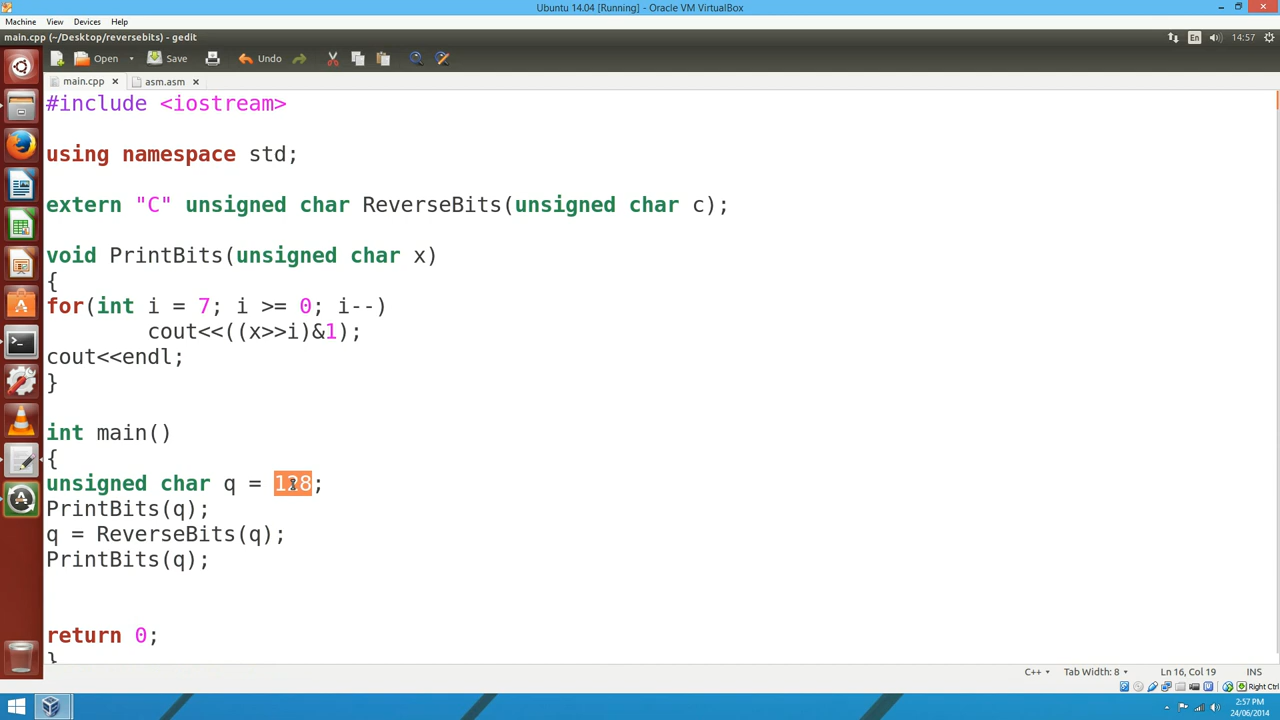 Ubuntu 14.04 [Running] - Oracle VM VirtualBox
Machine View Devices Help
main.cpp (~/Desktop/reversebits) - gedit
En 14:57
Open Save Undo
main.cpp asm.asm
#include <iostream>
using namespace std;
extern "C" unsigned char ReverseBits(unsigned char c);
void PrintBits(unsigned char x)
{
for(int i = 7; i >= 0; i--)
cout<<((x>>i)&1);
cout<<endl;
}
int main()
{
unsigned char q = 128;
PrintBits(q);
q = ReverseBits(q);
PrintBits(q);
return 0;
}
C++ Tab Width: 8 Ln 16, Col 19 INS
Right Ctrl
2:57 PM
24/06/2014